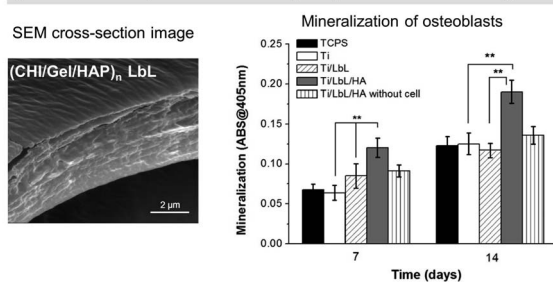 SEM cross-section image
(CHI/Gel/HAP)n LbL
2 μm
Mineralization of osteoblasts
TCPS
Ti
Ti/LbL
Ti/LbL/HA
Ti/LbL/HA without cell
**
**
**
Mineralization (ABS@405nm)
0.25
0.20
0.15
0.10
0.05
0.00
7 14
Time (days)